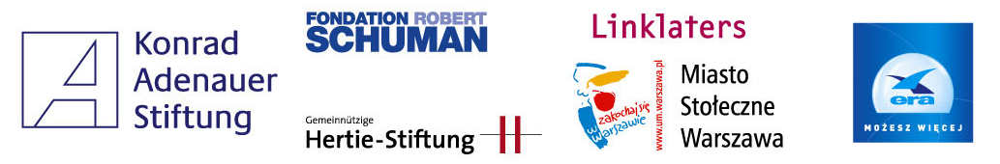 Konrad
Adenauer
Stiftung
FONDATION ROBERT
SCHUMAN
Gemeinnützige
Hertie-Stiftung
Linklaters
zakochaj się
w Warszawie
www.um.warszawa.pl
Miasto
Stołeczne
Warszawa
era
MOŻESZ WIĘCEJ